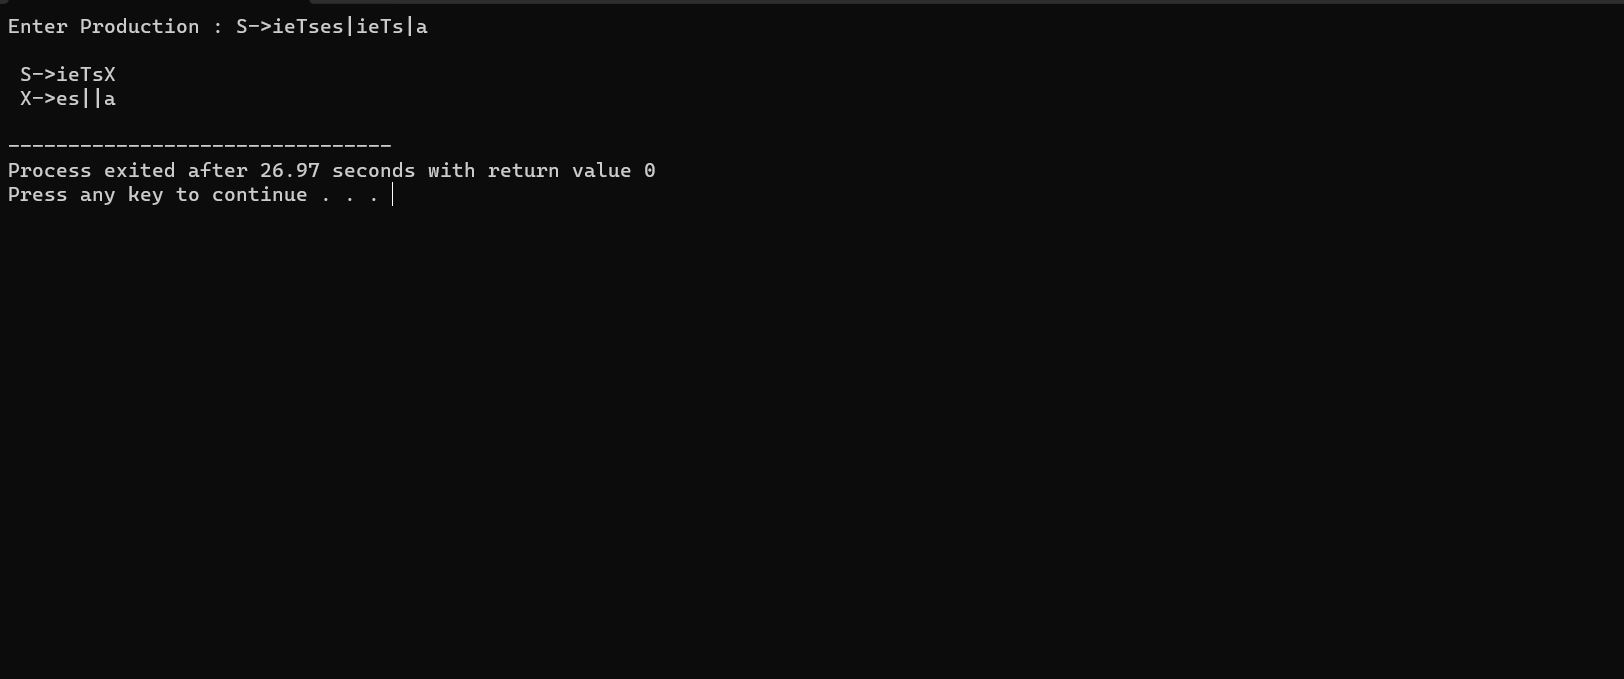 Enter Production : S->ieTses|ieTs|a
S->ieTsX
X->es||a
--------------------------------
Process exited after 26.97 seconds with return value 0
Press any key to continue . . .